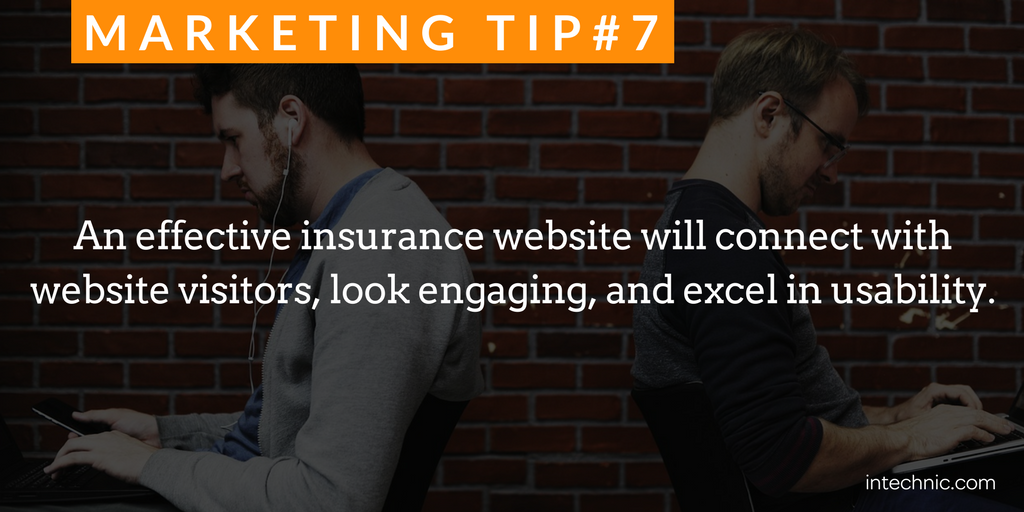 MARKETING TIP#7
An effective insurance website will connect with
website visitors, look engaging, and excel in usability.
intechnic.com